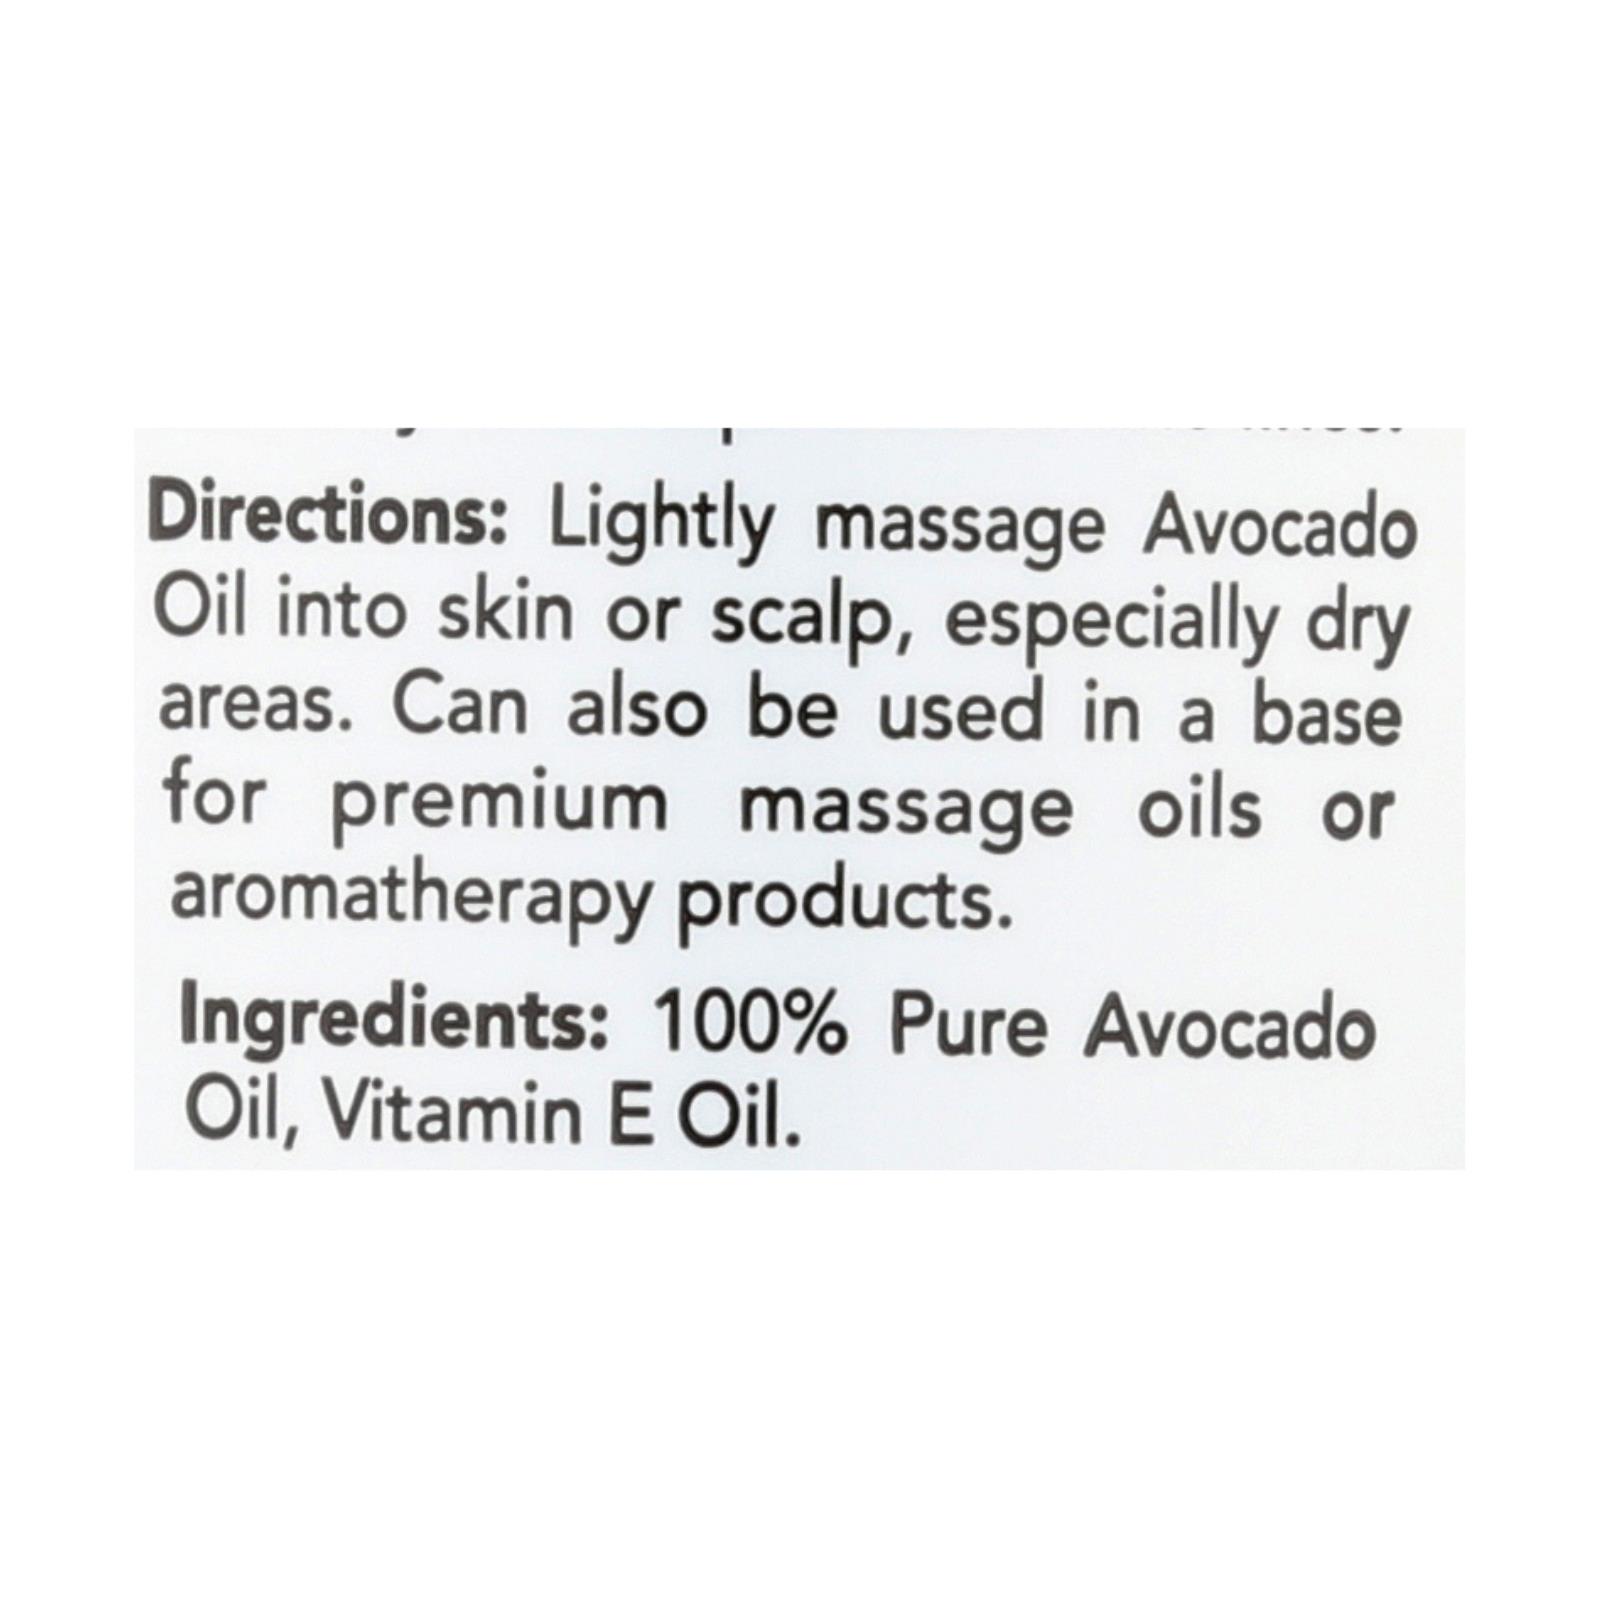 Directions: Lightly massage Avocado
Oil into skin or scalp, especially dry
areas. Can also be used in a base
for premium massage oils or
aromatherapy products.
Ingredients: 100% Pure Avocado
Oil, Vitamin E Oil.